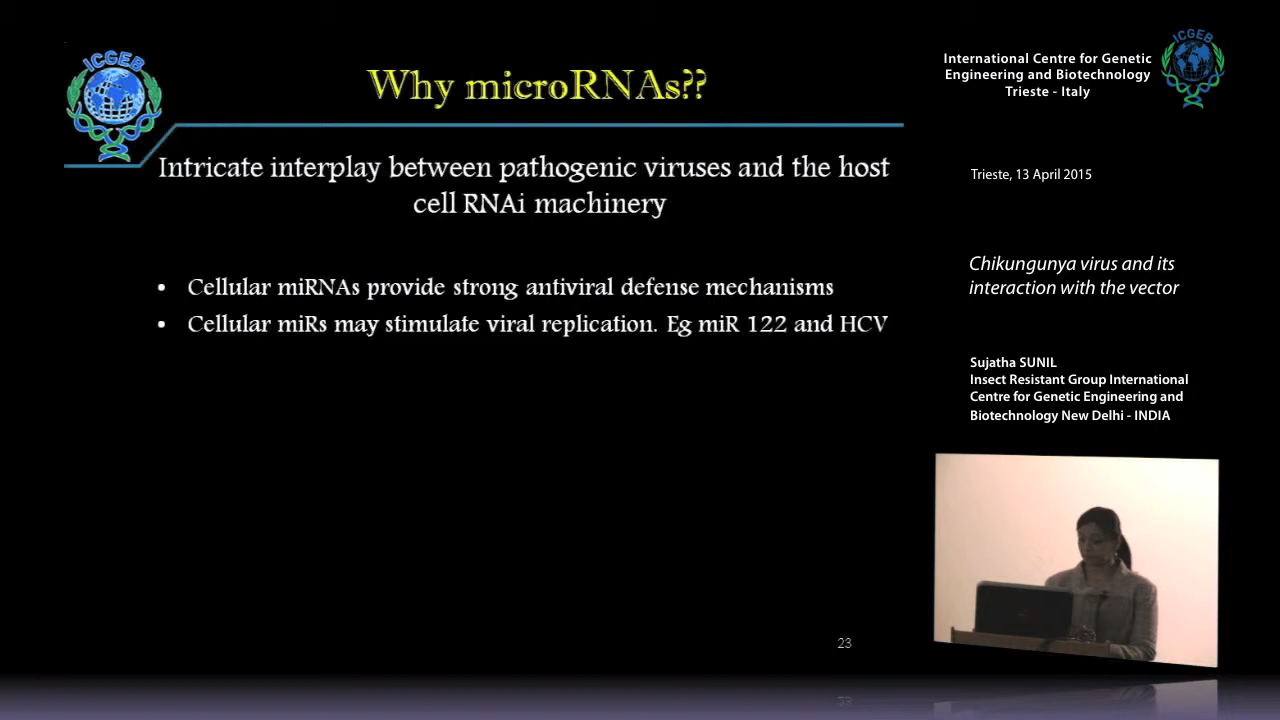 ICGEB
Why microRNAs??
Intricate interplay between pathogenic viruses and the host
cell RNAi machinery
• Cellular miRNAs provide strong antiviral defense mechanisms
• Cellular miRs may stimulate viral replication. Eg miR 122 and HCV
23
International Centre for Genetic
Engineering and Biotechnology
Trieste - Italy
ICGEB
Trieste, 13 April 2015
Chikungunya virus and its
interaction with the vector
Sujatha SUNIL
Insect Resistant Group International
Centre for Genetic Engineering and
Biotechnology New Delhi - INDIA